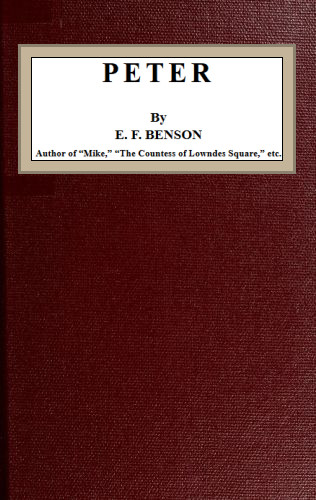 PETER
By
E. F. BENSON
Author of “Mike,” “The Countess of Lowndes Square,” etc.